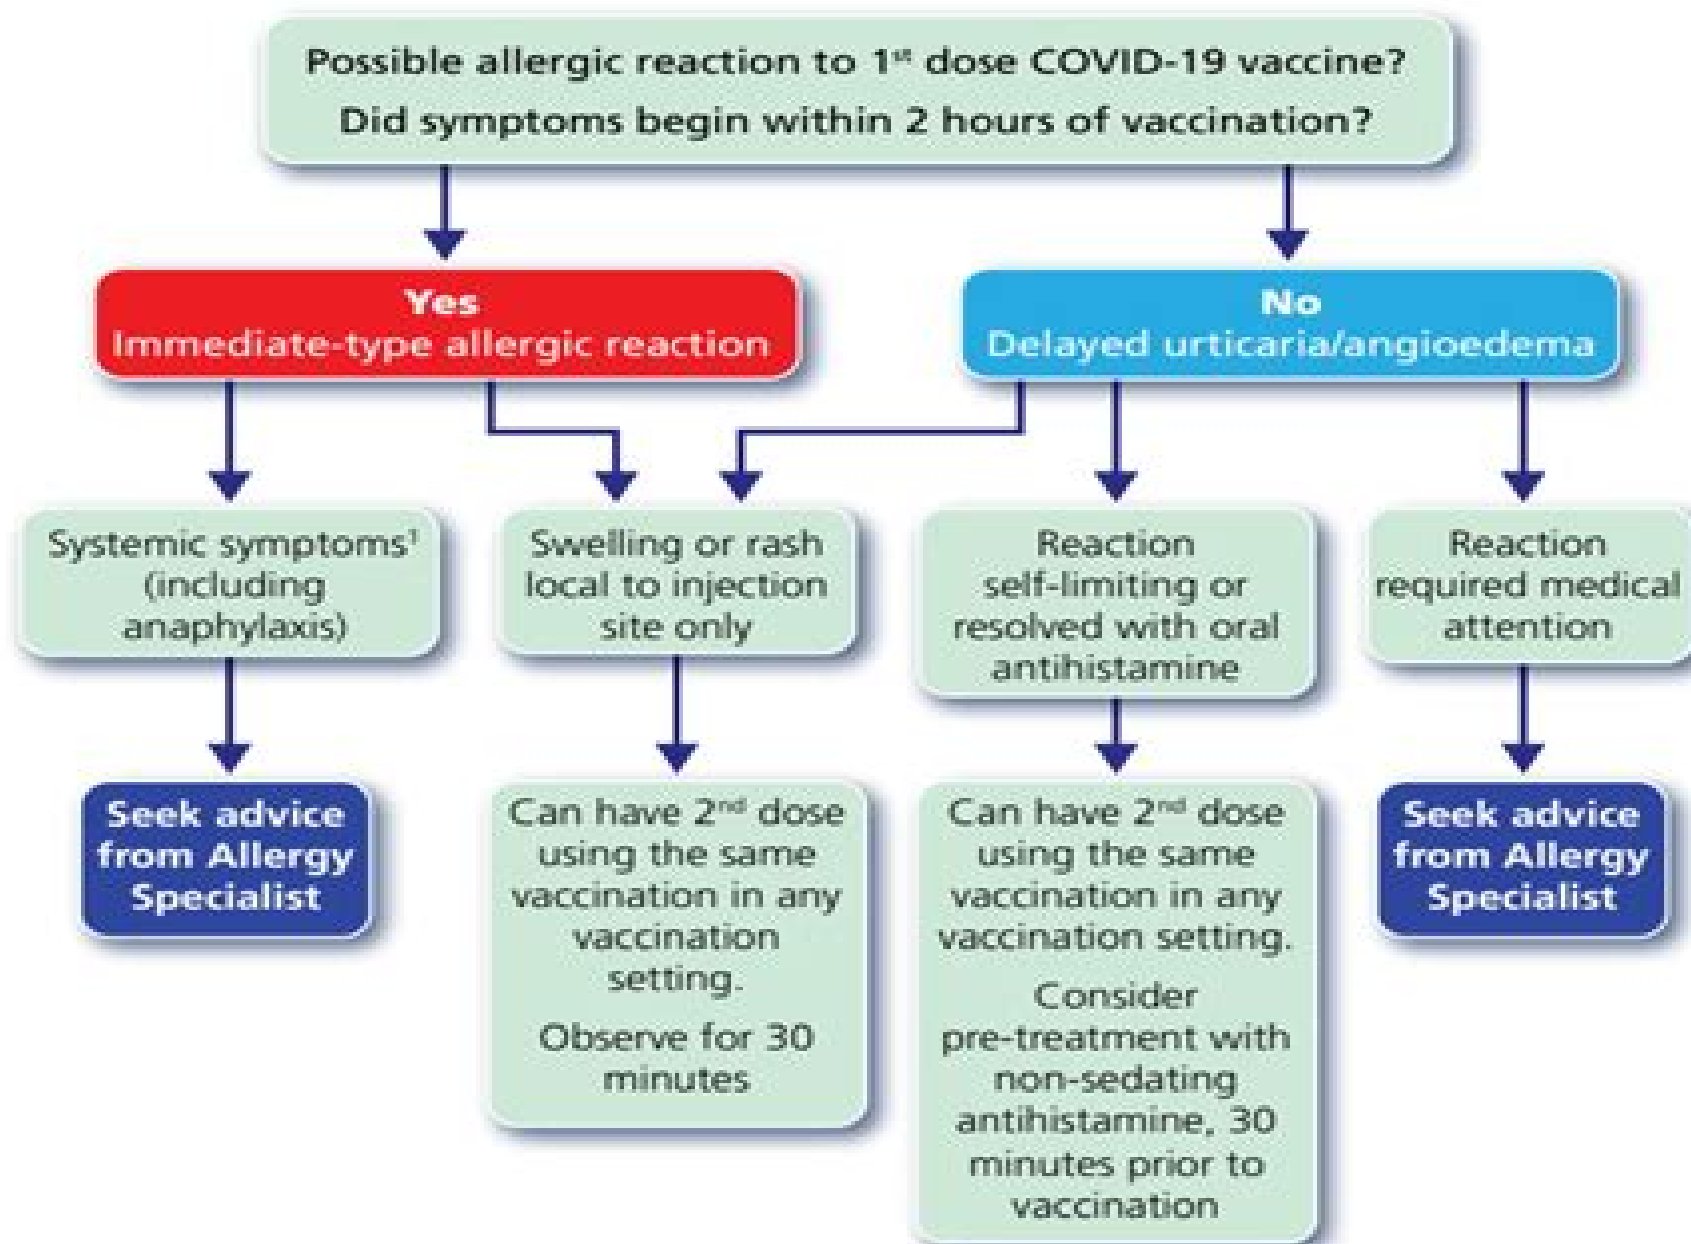 Possible allergic reaction to 1st dose COVID-19 vaccine?
Did symptoms begin within 2 hours of vaccination?
Yes
Immediate-type allergic reaction
No
Delayed urticaria/angioedema
Systemic symptoms¹
(including
anaphylaxis)
Swelling or rash
local to injection
site only
Reaction
self-limiting or
resolved with oral
antihistamine
Reaction
required medical
attention
Seek advice
from Allergy
Specialist
Can have 2nd dose
using the same
vaccination in any
vaccination
setting.
Observe for 30
minutes
Can have 2nd dose
using the same
vaccination in any
vaccination setting.
Consider
pre-treatment with
non-sedating
antihistamine, 30
minutes prior to
vaccination
Seek advice
from Allergy
Specialist